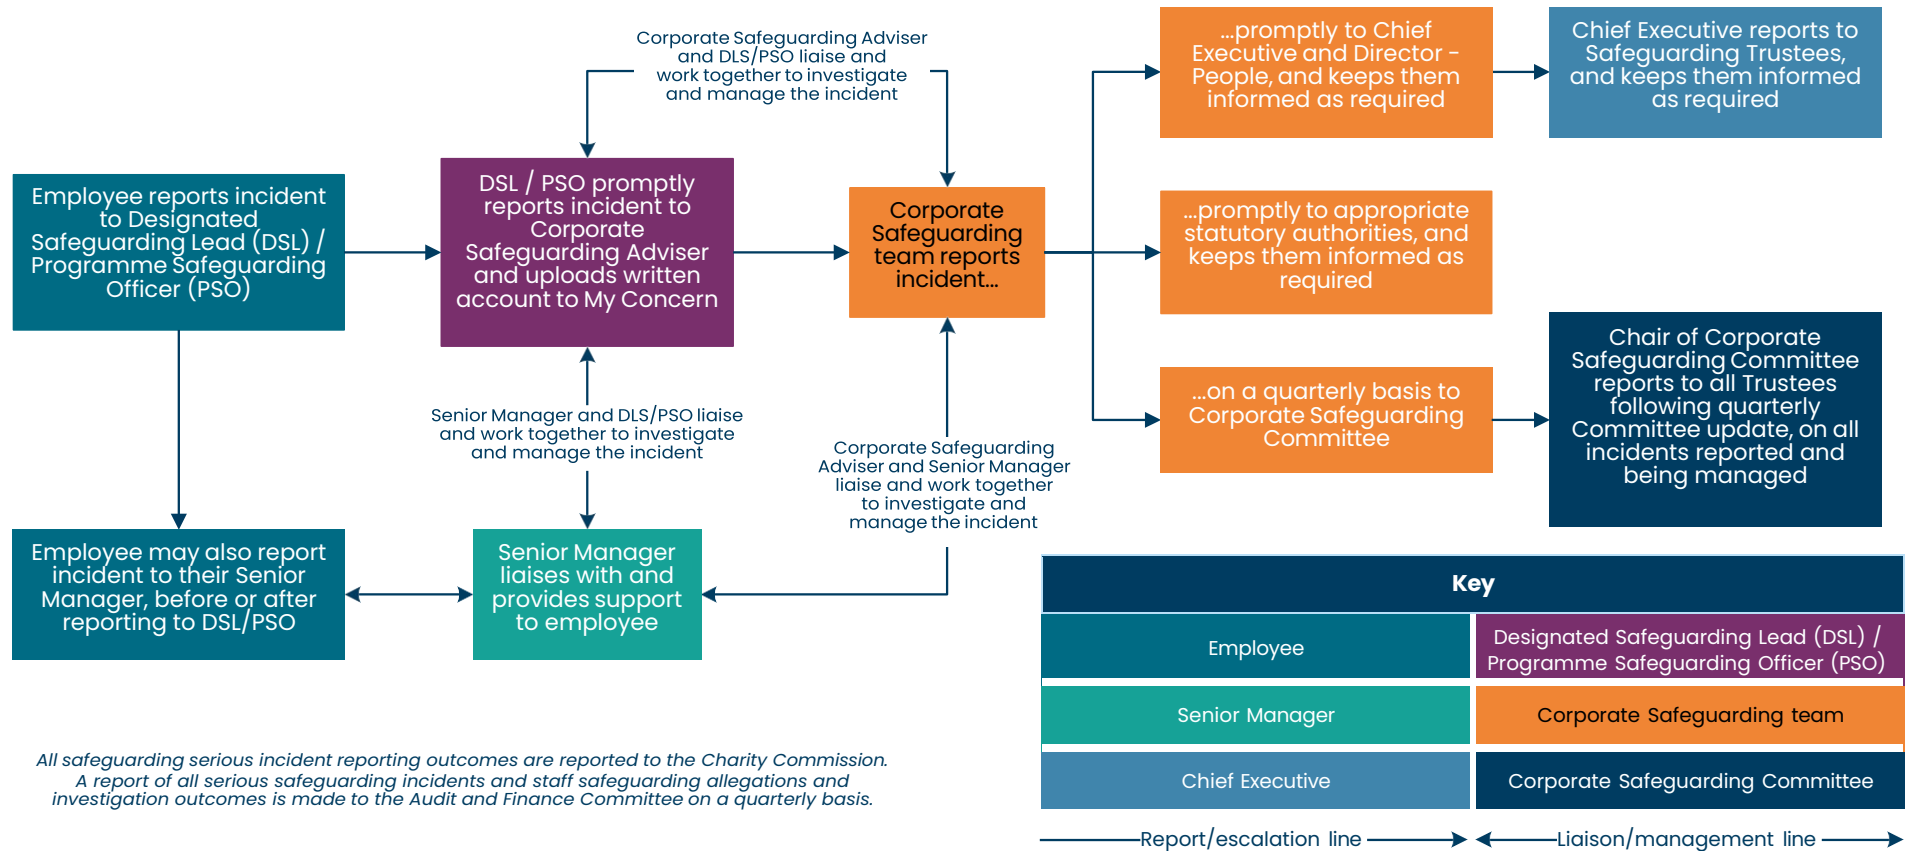 Corporate Safeguarding Adviser
and DLS/PSO liaise and
work together to investigate
and manage the incident
...promptly to Chief
Executive and Director -
People, and keeps them
informed as required
Chief Executive reports to
Safeguarding Trustees,
and keeps them informed
as required
Employee reports incident
to Designated
Safeguarding Lead (DSL) /
Programme Safeguarding
Officer (PSO)
DSL / PSO promptly
reports incident to
Corporate
Safeguarding Adviser
and uploads written
account to My Concern
Corporate
Safeguarding
team reports
incident...
...promptly to appropriate
statutory authorities, and
keeps them informed as
required
...on a quarterly basis to
Corporate Safeguarding
Committee
Chair of Corporate
Safeguarding Committee
reports to all Trustees
following quarterly
Committee update, on all
incidents reported and
being managed
Senior Manager and DLS/PSO liaise
and work together to investigate
and manage the incident
Corporate Safeguarding
Adviser and Senior Manager
liaise and work together
to investigate and
manage the incident
Employee may also report
incident to their Senior
Manager, before or after
reporting to DSL/PSO
Senior Manager
liaises with and
provides support
to employee
Key
Employee
Designated Safeguarding Lead (DSL) /
Programme Safeguarding Officer (PSO)
Senior Manager
Corporate Safeguarding team
Chief Executive
Corporate Safeguarding Committee
Report/escalation line
Liaison/management line
All safeguarding serious incident reporting outcomes are reported to the Charity Commission.
A report of all serious safeguarding incidents and staff safeguarding allegations and
investigation outcomes is made to the Audit and Finance Committee on a quarterly basis.